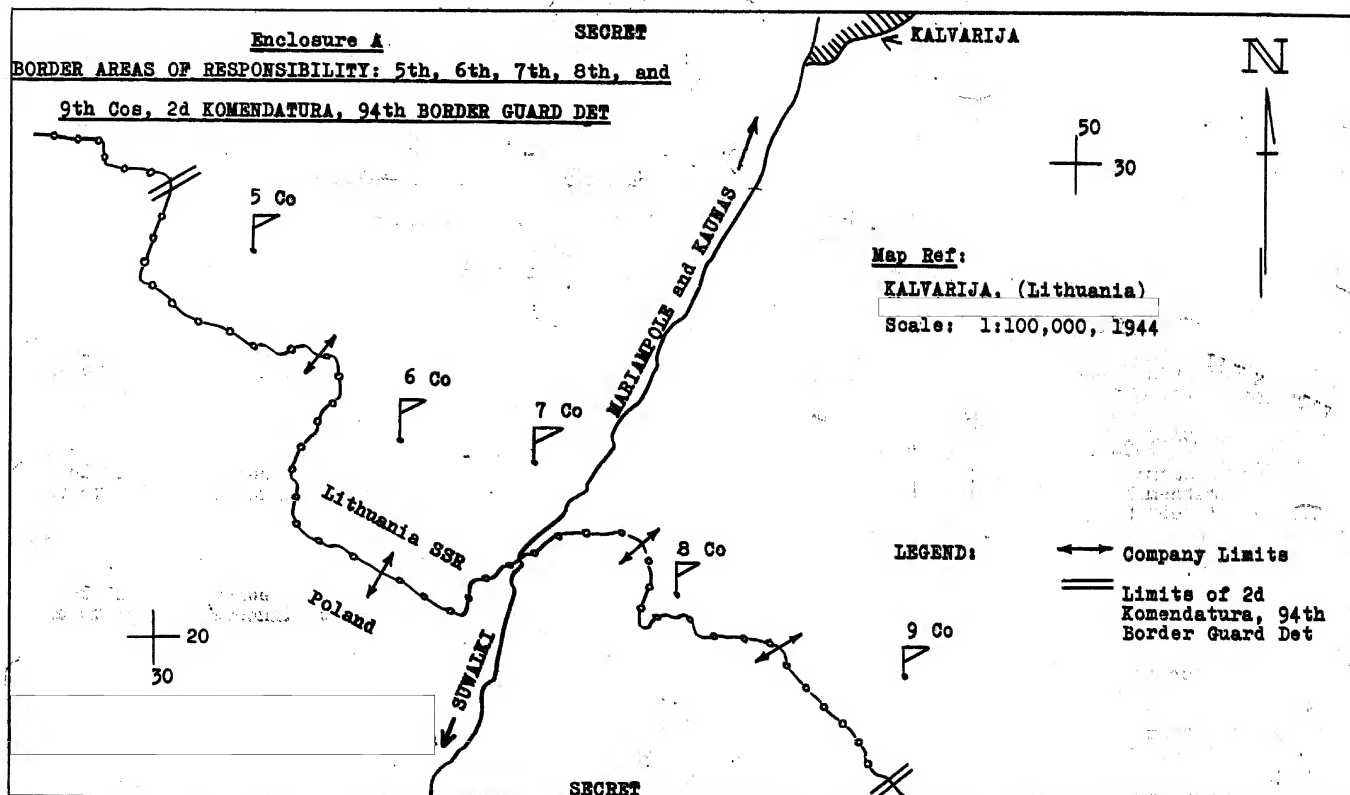 SECRET
Enclosure A
BORDER AREAS OF RESPONSIBILITY: 5th, 6th, 7th, 8th, and
9th Cos, 2d KOMENDATURA, 94th BORDER GUARD DET
KALVARIJA
N
50
30
5 Co
MARIAMPOLE and KAUNAS
Map Ref:
KALVARIJA, (Lithuania)
Scale: 1:100,000, 1944
6 Co
7 Co
Lithuania SSR
Poland
8 Co
LEGEND:
Company Limits
Limits of 2d
Komendatura, 94th
Border Guard Det
9 Co
20
30
SUWALKI
SECRET